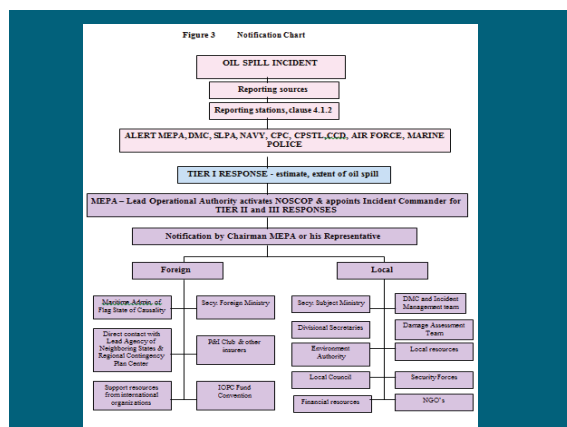 Figure 3 Notification Chart
OIL SPILL INCIDENT
Reporting sources
Reporting stations, clause 4.1.2
ALERT MEPA, DMC, SLPA, NAVY, CPC, CPSTL,CCD, AIR FORCE, MARINE
POLICE
TIER I RESPONSE - estimate, extent of oil spill
MEPA – Lead Operational Authority activates NOSCOP & appoints Incident Commander for
TIER II and III RESPONSES
Notification by Chairman MEPA or his Representative
Foreign
Local
Maritime Admin. of
Flag State of Causality
Secy. Foreign Ministry
Direct contact with
Lead Agency of
Neighboring States &
Regional Contingency
Plan Center
P&I Club & other
insurers
Support resources
from international
organizations
IOPC Fund
Convention
Secy. Subject Ministry
DMC and Incident
Management team
Divisional Secretaries
Damage Assessment
Team
Environment
Authority
Local resources
Local Council
Security Forces
Financial resources
NGO's